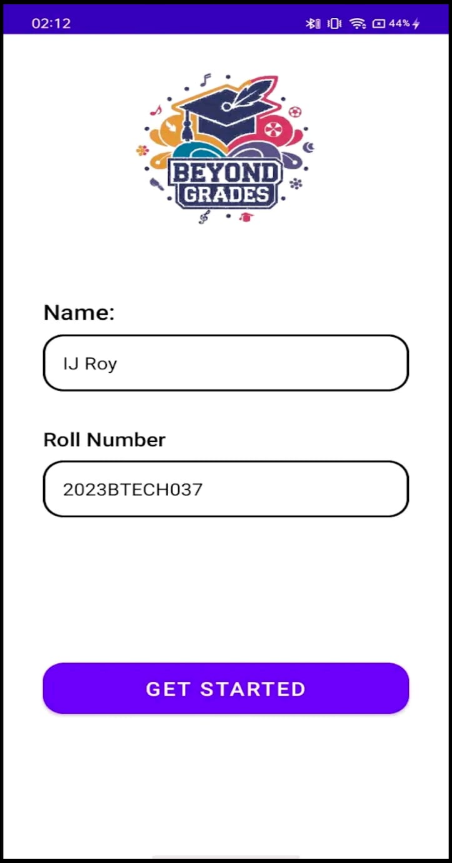 02:12
44%
BEYOND
GRADES
Name:
IJ Roy
Roll Number
2023BTECH037
GET STARTED